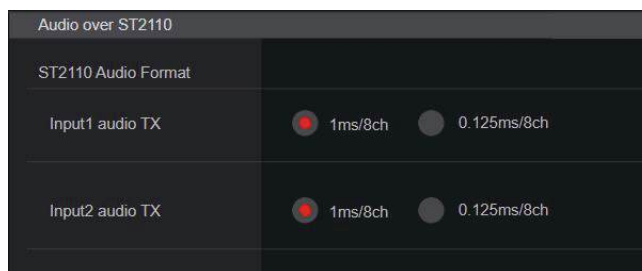 Audio over ST2110
ST2110 Audio Format
Input1 audio TX 1ms/8ch 0.125ms/8ch
Input2 audio TX 1ms/8ch 0.125ms/8ch